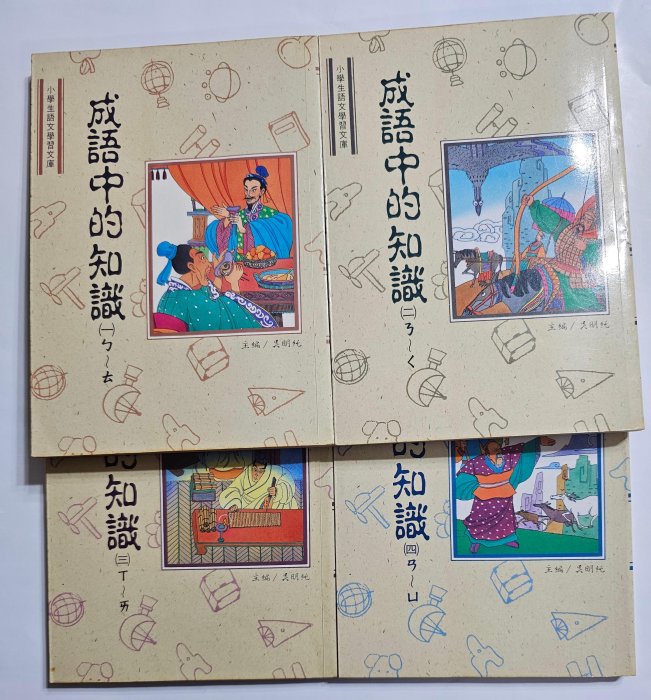 小學生語文學習文庫
成語中的知識㈠ㄅ～ㄊ
主編/吳明純
小學生語文學習文庫
成語中的知識㈡ㄋ～ㄑ
主編/吳明純
的知識㈢ㄒ～ㄞ
主編/吳明純
的知識㈣ㄢ～ㄩ
主編/吳明純